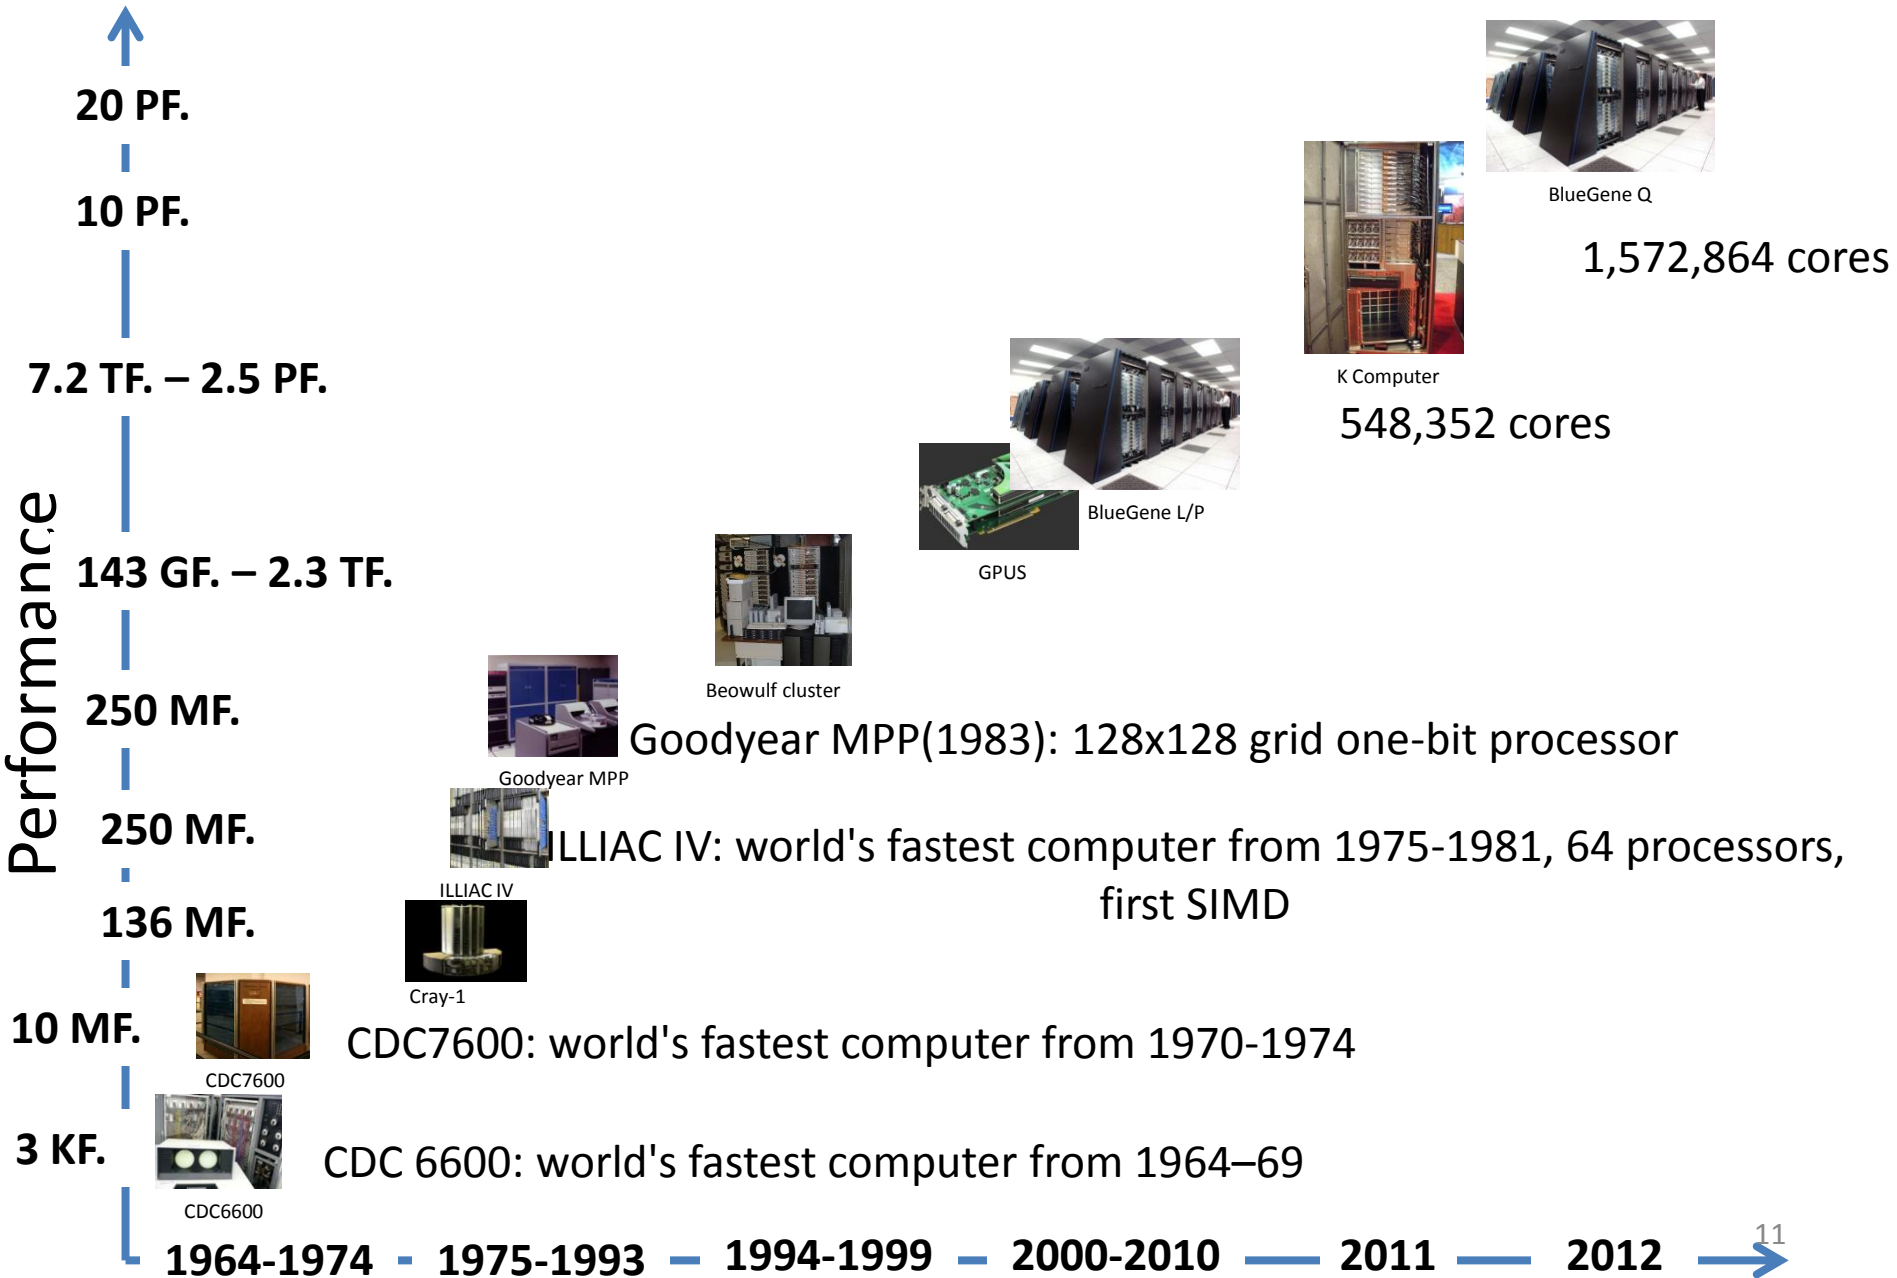 20 PF.
BlueGene Q
10 PF.
1,572,864 cores
7.2 TF. – 2.5 PF.
K Computer
548,352 cores
BlueGene L/P
GPUS
143 GF. – 2.3 TF.
Beowulf cluster
250 MF.
Goodyear MPP(1983): 128x128 grid one-bit processor
Goodyear MPP
Performance
250 MF.
ILLIAC IV: world's fastest computer from 1975-1981, 64 processors,
first SIMD
ILLIAC IV
136 MF.
Cray-1
10 MF.
CDC7600: world's fastest computer from 1970-1974
CDC7600
3 KF.
CDC 6600: world's fastest computer from 1964–69
CDC6600
1964-1974
1975-1993
1994-1999
2000-2010
2011
2012
11